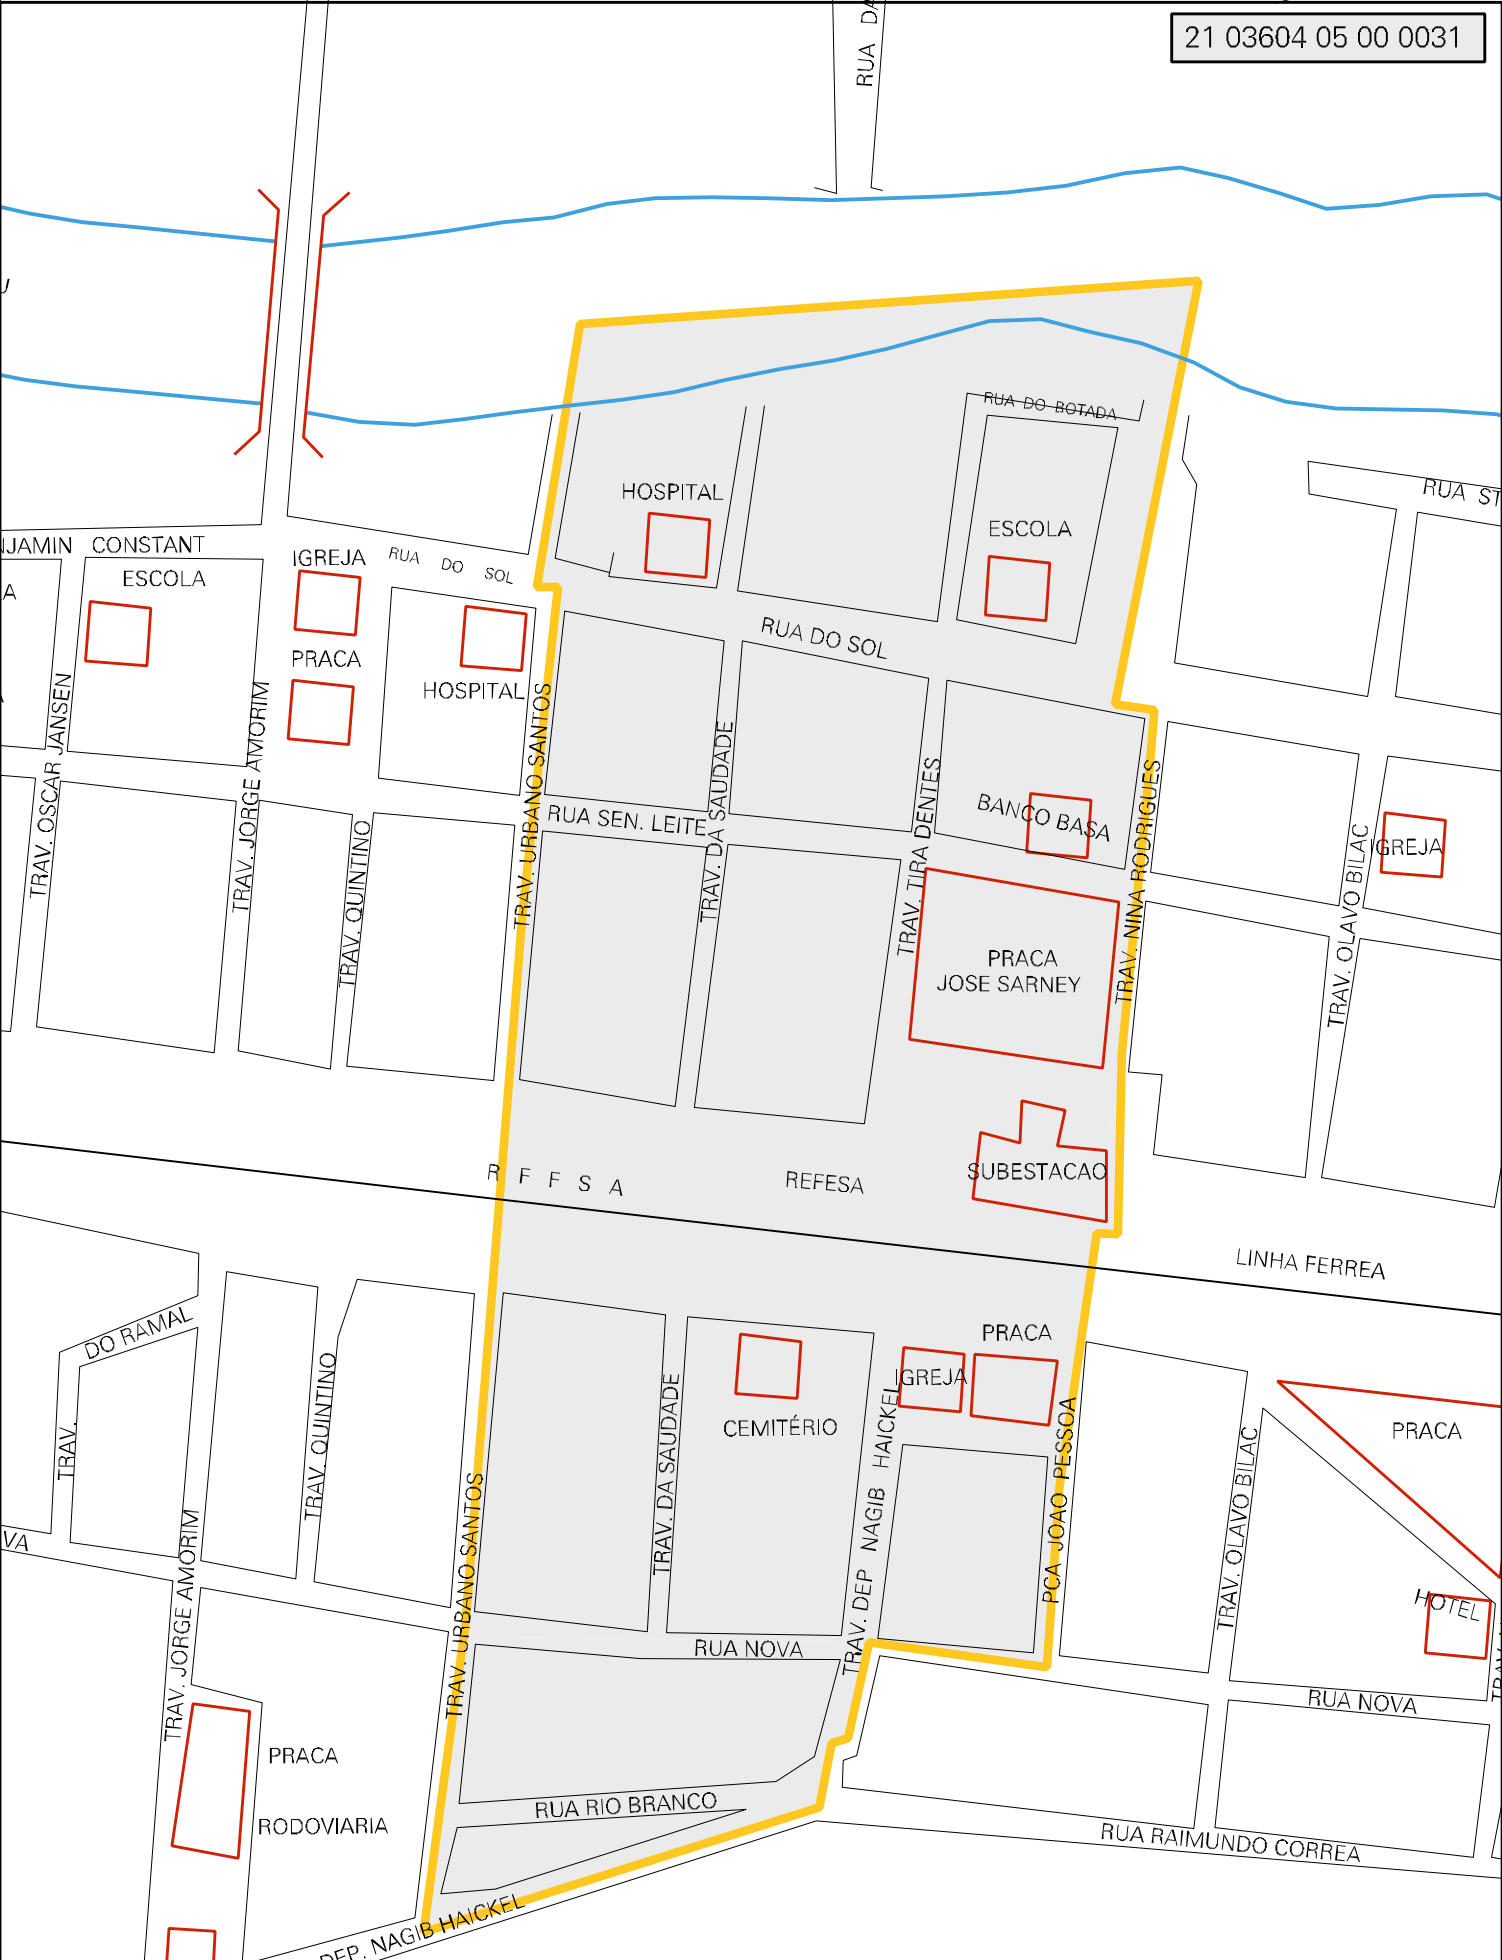 21 03604 05 00 0031
RUA DA
HOSPITAL
RUA DO BOTADA
ESCOLA
RUA ST
NJAMIN CONSTANT
ESCOLA
IGREJA
RUA DO SOL
PRACA
HOSPITAL
RUA DO SOL
TRAV. OSCAR JANSEN
TRAV. JORGE AMORIM
TRAV. QUINTINO
TRAV. URBANO SANTOS
RUA SEN. LEITE
TRAV. DA SAUDADE
TRAV. TIRA DENTES
BANCO BASA
TRAV. NINA RODRIGUES
TRAV. OLAVO BILAC
IGREJA
PRACA
JOSE SARNEY
SUBESTACAO
R F F S A
REFESA
LINHA FERREA
DO RAMAL
TRAV.
TRAV. QUINTINO
PRACA
IGREJA
CEMITÉRIO
TRAV. DA SAUDADE
TRAV. DEP NAGIB HAICKEL
PCA JOAO PESSOA
TRAV. OLAVO BILAC
PRACA
HOTEL
VA
TRAV. JORGE AMORIM
TRAV. URBANO SANTOS
RUA NOVA
RUA NOVA
PRACA
RODOVIARIA
RUA RIO BRANCO
RUA RAIMUNDO CORREA
DEP. NAGIB HAICKEL